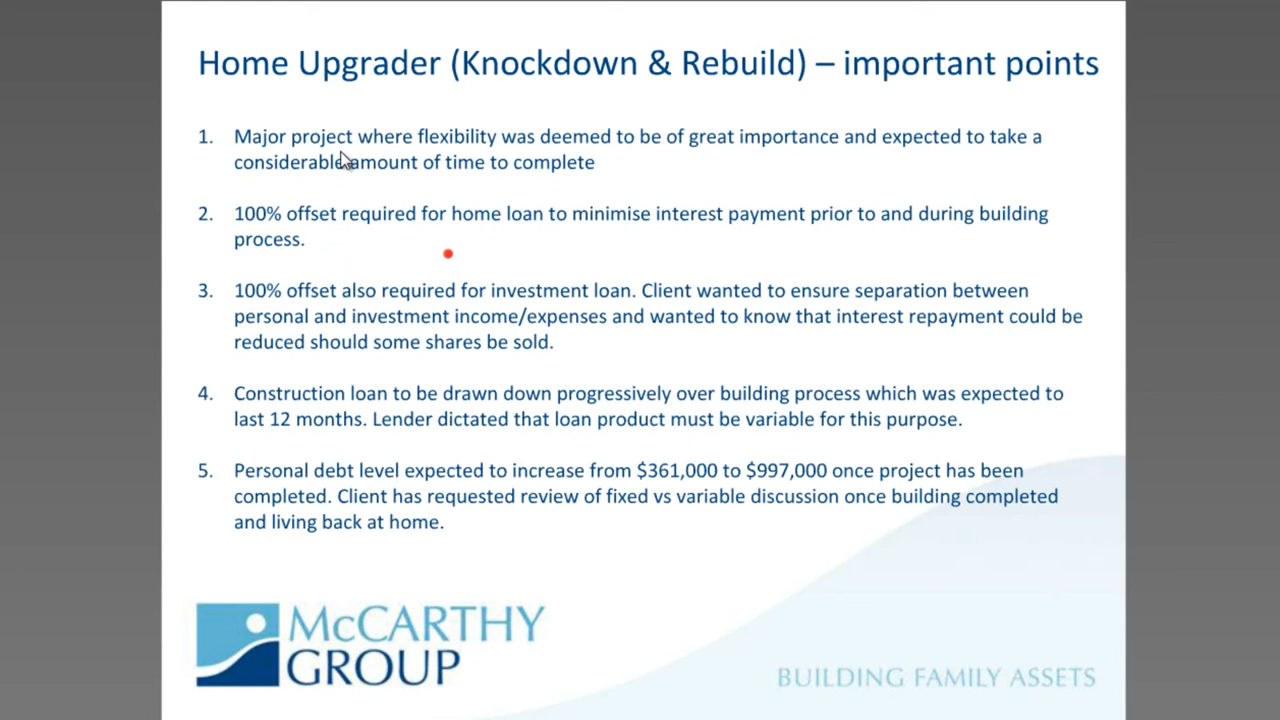 Home Upgrader (Knockdown & Rebuild) – important points
1. Major project where flexibility was deemed to be of great importance and expected to take a
considerable amount of time to complete
2. 100% offset required for home loan to minimise interest payment prior to and during building
process.
3. 100% offset also required for investment loan. Client wanted to ensure separation between
personal and investment income/expenses and wanted to know that interest repayment could be
reduced should some shares be sold.
4. Construction loan to be drawn down progressively over building process which was expected to
last 12 months. Lender dictated that loan product must be variable for this purpose.
5. Personal debt level expected to increase from $361,000 to $997,000 once project has been
completed. Client has requested review of fixed vs variable discussion once building completed
and living back at home.
McCARTHY
GROUP
BUILDING FAMILY ASSETS